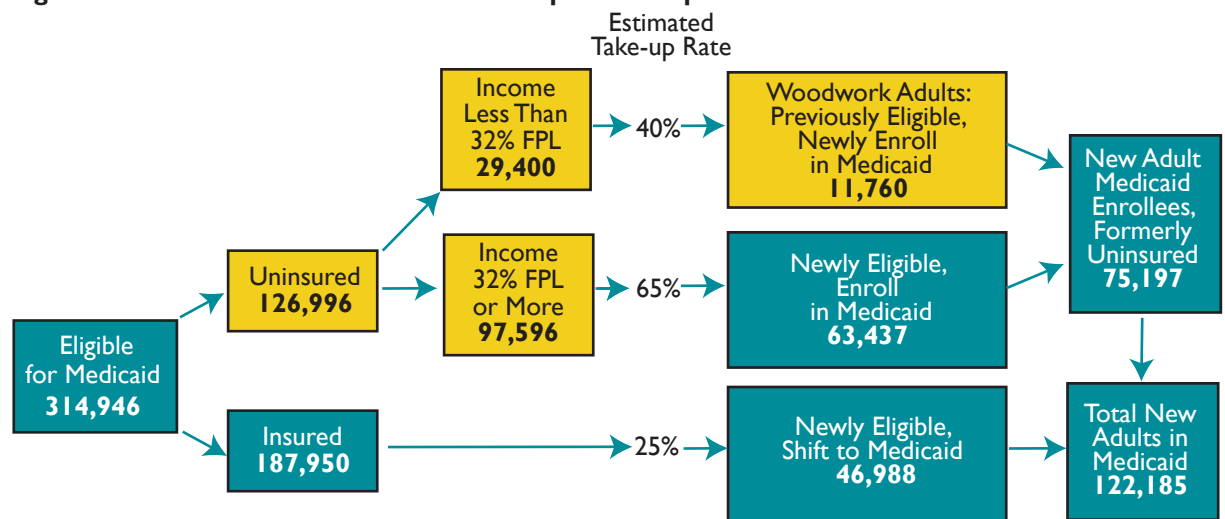 Estimated
Take-up Rate
Income
Less Than
32% FPL
29,400
40%
Woodwork Adults:
Previously Eligible,
Newly Enroll
in Medicaid
11,760
New Adult
Medicaid
Enrollees,
Formerly
Uninsured
75,197
Uninsured
126,996
Income
32% FPL
or More
97,596
65%
Newly Eligible,
Enroll
in Medicaid
63,437
Eligible
for Medicaid
314,946
Insured
187,950
25%
Newly Eligible,
Shift to Medicaid
46,988
Total New
Adults in
Medicaid
122,185